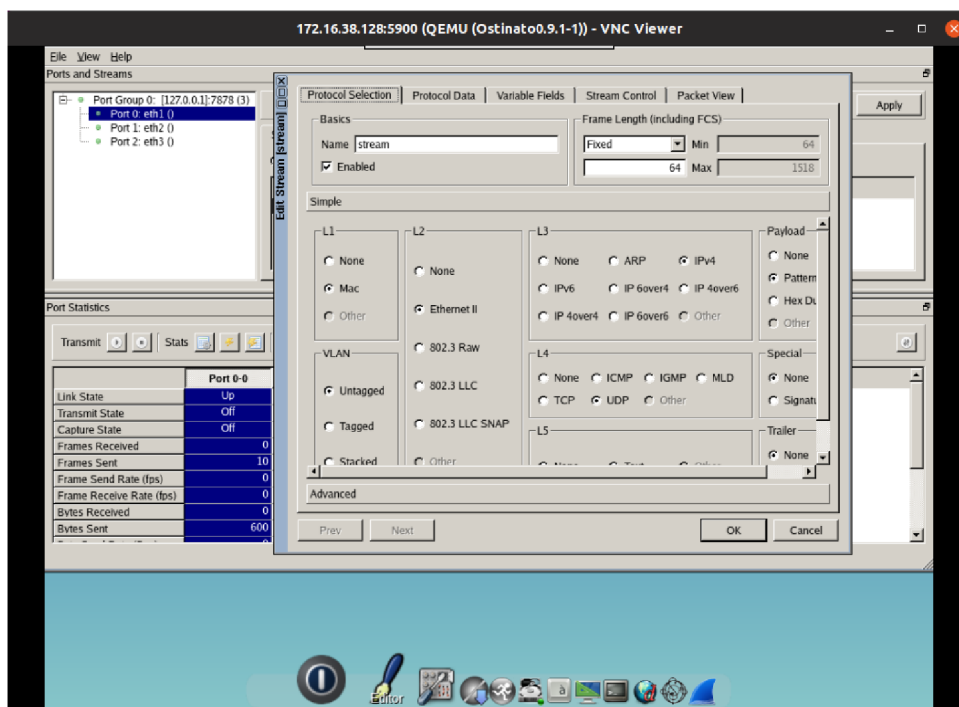 172.16.38.128:5900 (QEMU (Ostinato0.9.1-1)) - VNC Viewer
File View Help
Ports and Streams
Port Group 0: [127.0.0.1]:7878 (3)
Port 0: eth1 ()
Port 1: eth2 ()
Port 2: eth3 ()
Apply
Edit Stream [stream]
Protocol Selection Protocol Data Variable Fields Stream Control Packet View
Basics
Name stream
Enabled
Frame Length (including FCS)
Fixed Min 64
64 Max 1518
Simple
L1
None
Mac
Other
VLAN
Untagged
Tagged
Stacked
L2
None
Ethernet II
802.3 Raw
802.3 LLC
802.3 LLC SNAP
Other
L3
None ARP IPv4
IPv6 IP 6over4 IP 4over6
IP 4over4 IP 6over6 Other
L4
None ICMP IGMP MLD
TCP UDP Other
L5
None Text Other
Payload
None
Pattern
Hex Du
Other
Special
None
Signatu
Trailer
None
Advanced
Prev Next OK Cancel
Port Statistics
Transmit Stats
Port 0-0
Link State Up
Transmit State Off
Capture State Off
Frames Received 0
Frames Sent 10
Frame Send Rate (fps) 0
Frame Receive Rate (fps) 0
Bytes Received 0
Bytes Sent 600
Editor